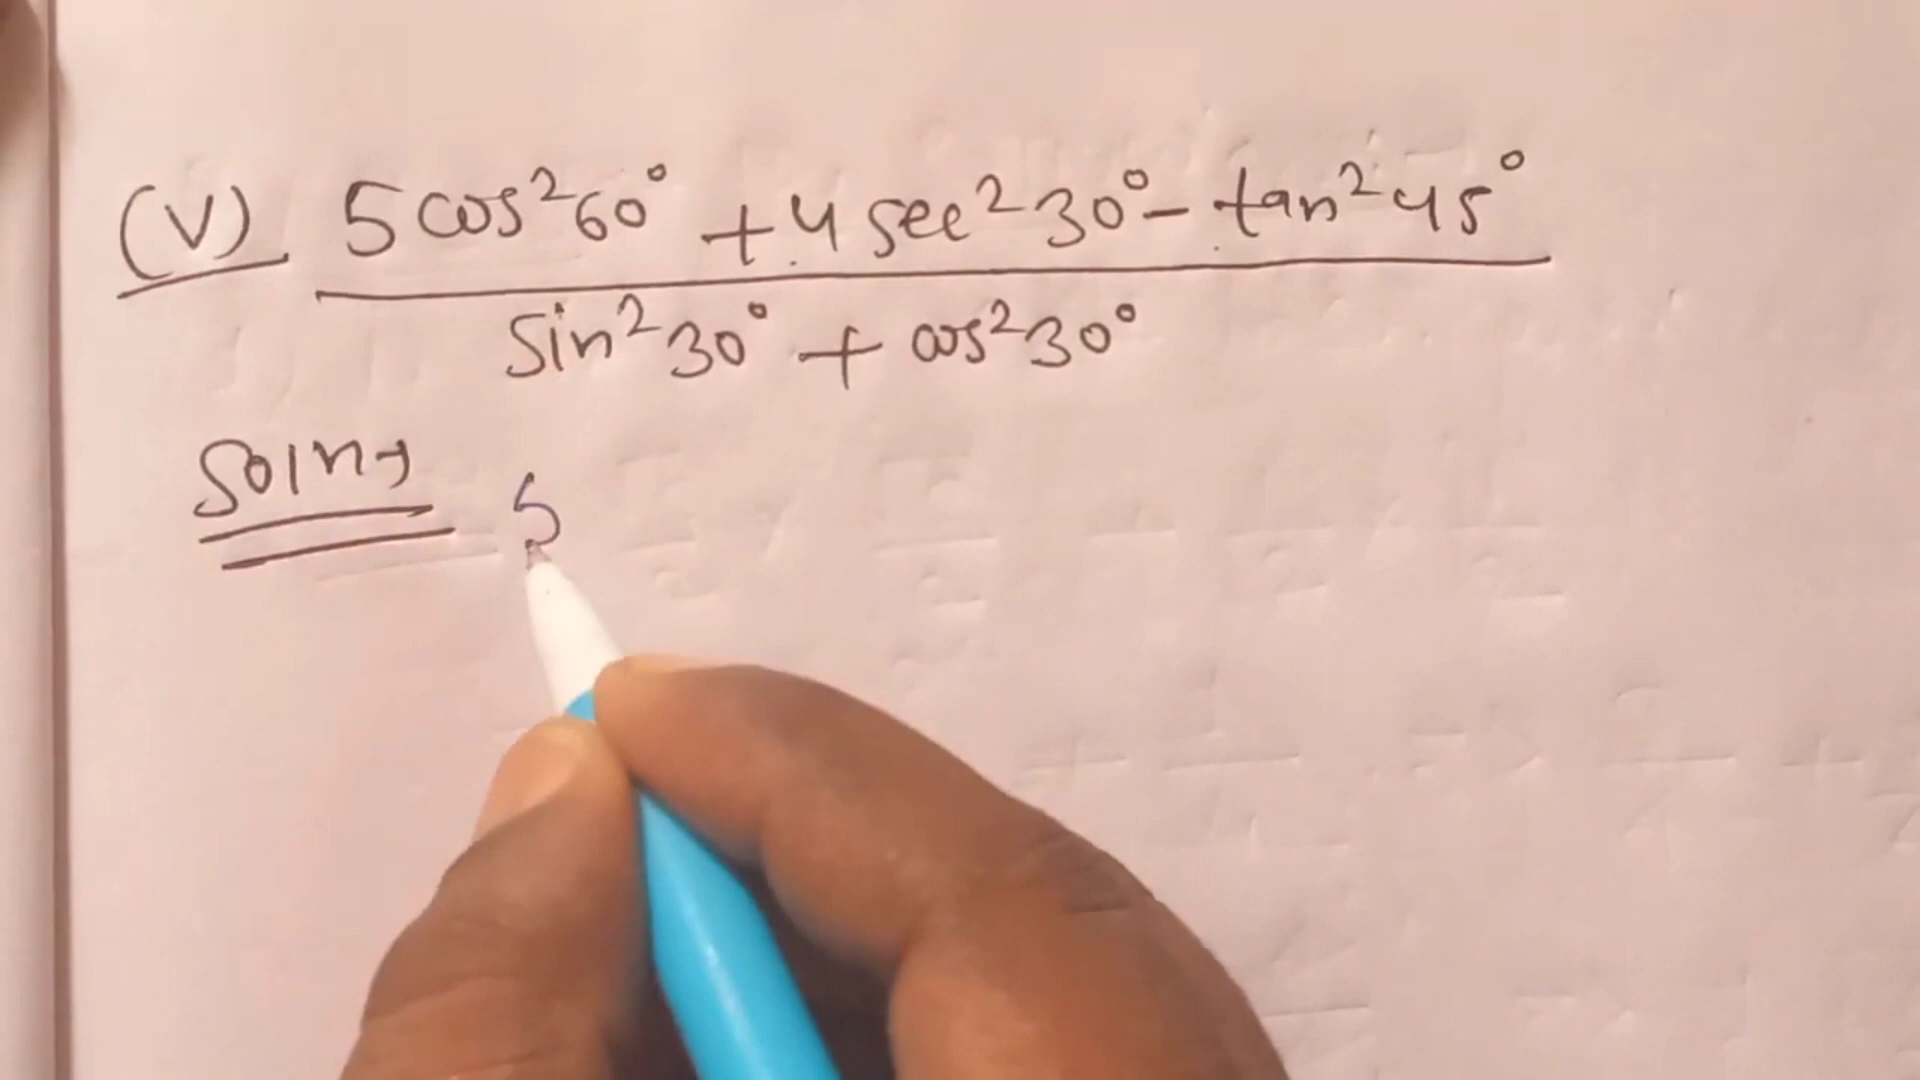 (V) 5 cos²60° + 4 sec²30° - tan²45°
sin²30° + cos²30°
Soln→ 5